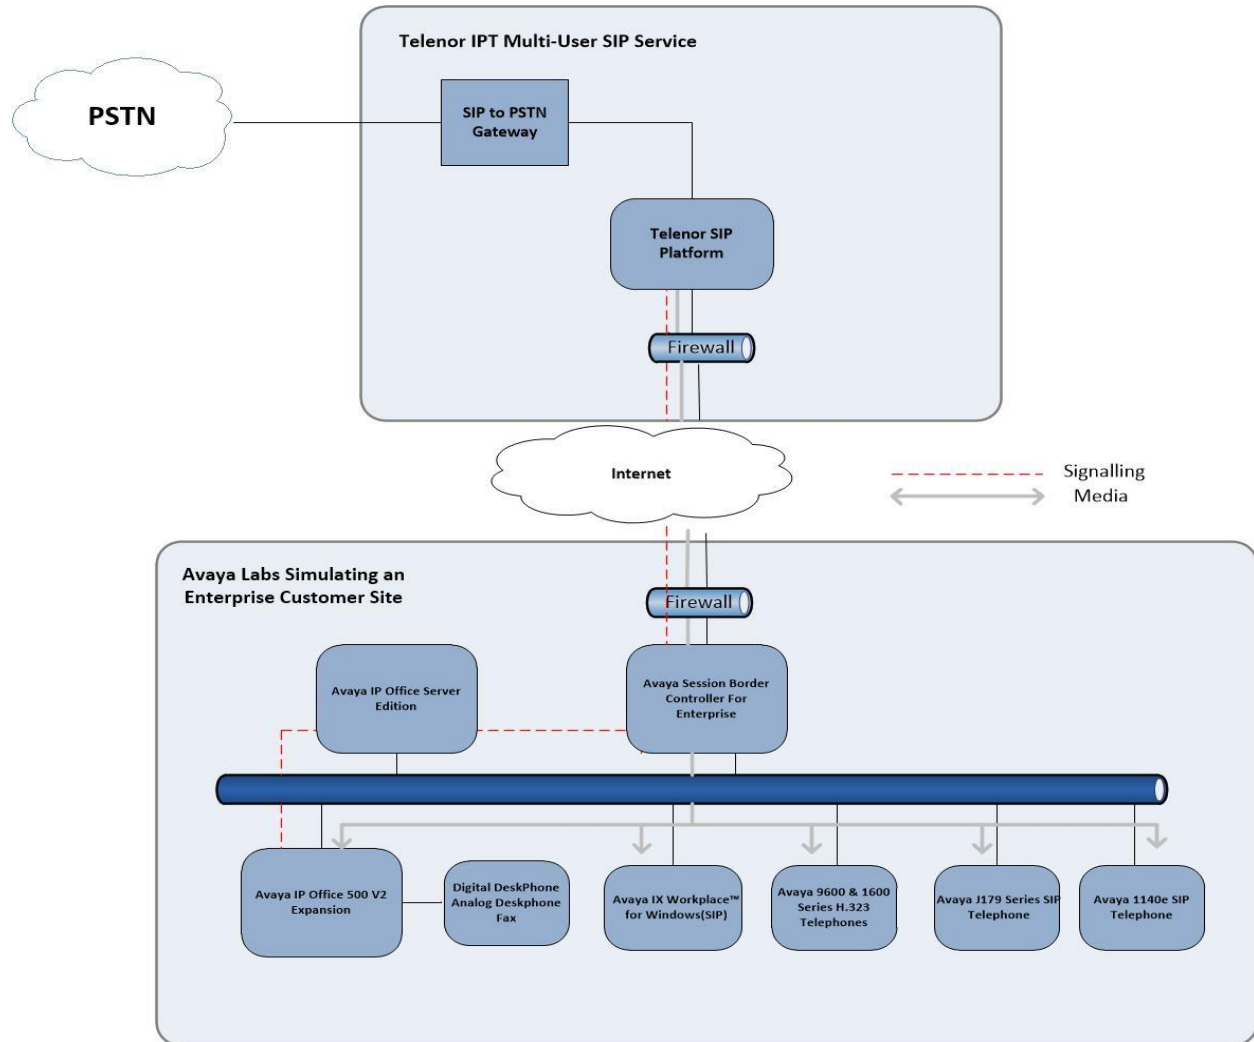 Telenor IPT Multi-User SIP Service
PSTN
SIP to PSTN
Gateway
Telenor SIP
Platform
Firewall
Internet
Signalling
Media
Avaya Labs Simulating an
Enterprise Customer Site
Firewall
Avaya IP Office Server
Edition
Avaya Session Border
Controller For
Enterprise
Avaya IP Office 500 V2
Expansion
Digital DeskPhone
Analog Deskphone
Fax
Avaya IX Workplace™
for Windows(SIP)
Avaya 9600 & 1600
Series H.323
Telephones
Avaya J179 Series SIP
Telephone
Avaya 1140e SIP
Telephone